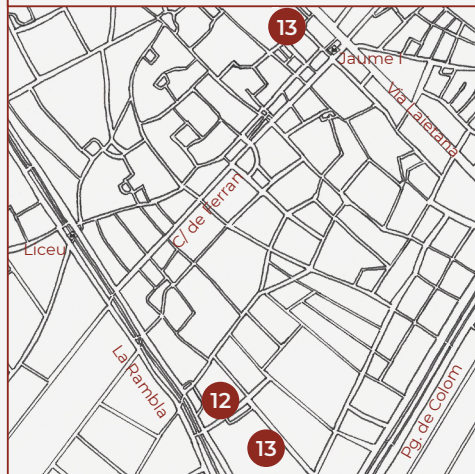 13
Jaume I
Via Laietana
C/ de Ferran
Liceu
La Rambla
12
Pg. de Colom
13